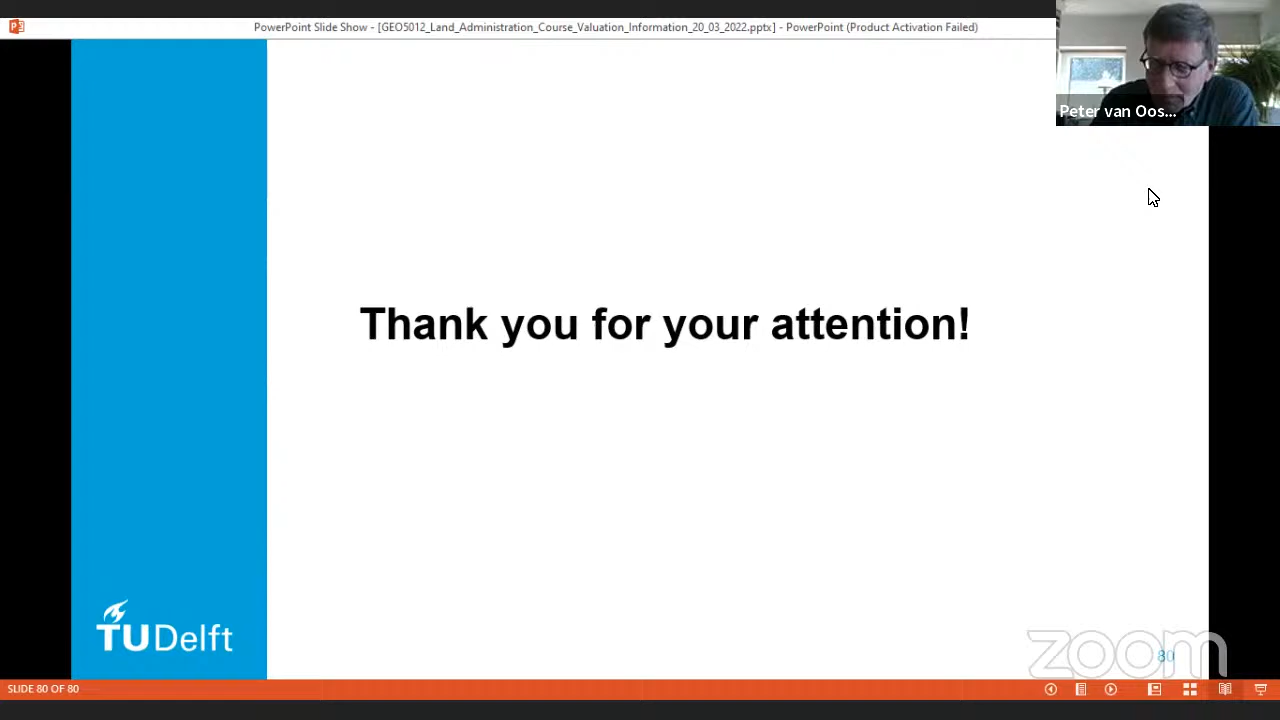 PowerPoint Slide Show - [GEO5012_Land_Administration_Course_Valuation_Information_20_03_2022.pptx] - PowerPoint (Product Activation Failed)
Peter van Oos...
Thank you for your attention!
TUDelft
zoom
80
SLIDE 80 OF 80